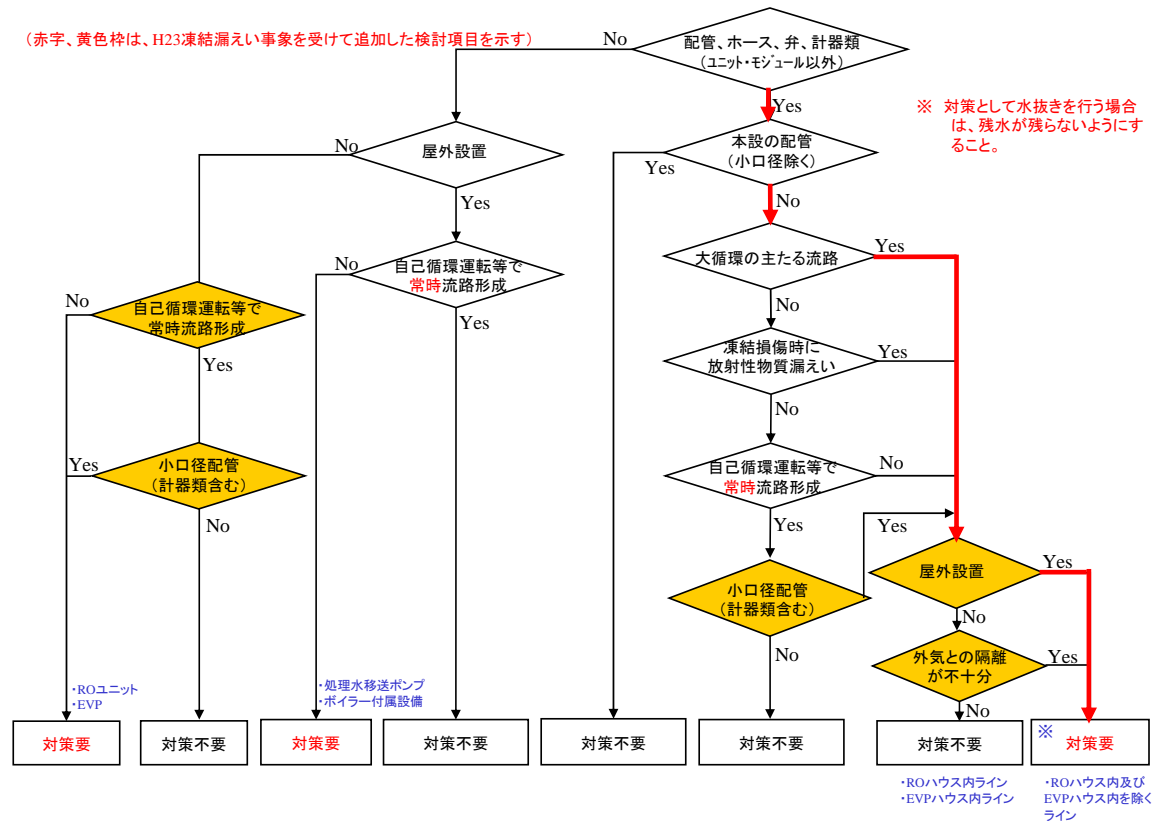 (赤字、黄色枠は、H23凍結漏えい事象を受けて追加した検討項目を示す)
No
配管、ホース、弁、計器類
(ユニット・モジュール以外)
Yes
※ 対策として水抜きを行う場合
は、残水が残らないようにす
ること。
No
屋外設置
Yes
本設の配管
(小口径除く)
Yes
No
No
自己循環運転等で
常時流路形成
Yes
大循環の主たる流路
Yes
No
No
自己循環運転等で
常時流路形成
Yes
凍結損傷時に
放射性物質漏えい
Yes
No
Yes
小口径配管
(計器類含む)
No
自己循環運転等で
常時流路形成
No
Yes
Yes
小口径配管
(計器類含む)
No
屋外設置
Yes
No
外気との隔離
が不十分
Yes
No
・ROユニット
・EVP
・処理水移送ポンプ
・ボイラー付属設備
対策要
対策不要
対策要
対策不要
対策不要
対策不要
対策不要
※
対策要
・ROハウス内ライン
・EVPハウス内ライン
・ROハウス内及び
EVPハウス内を除く
ライン